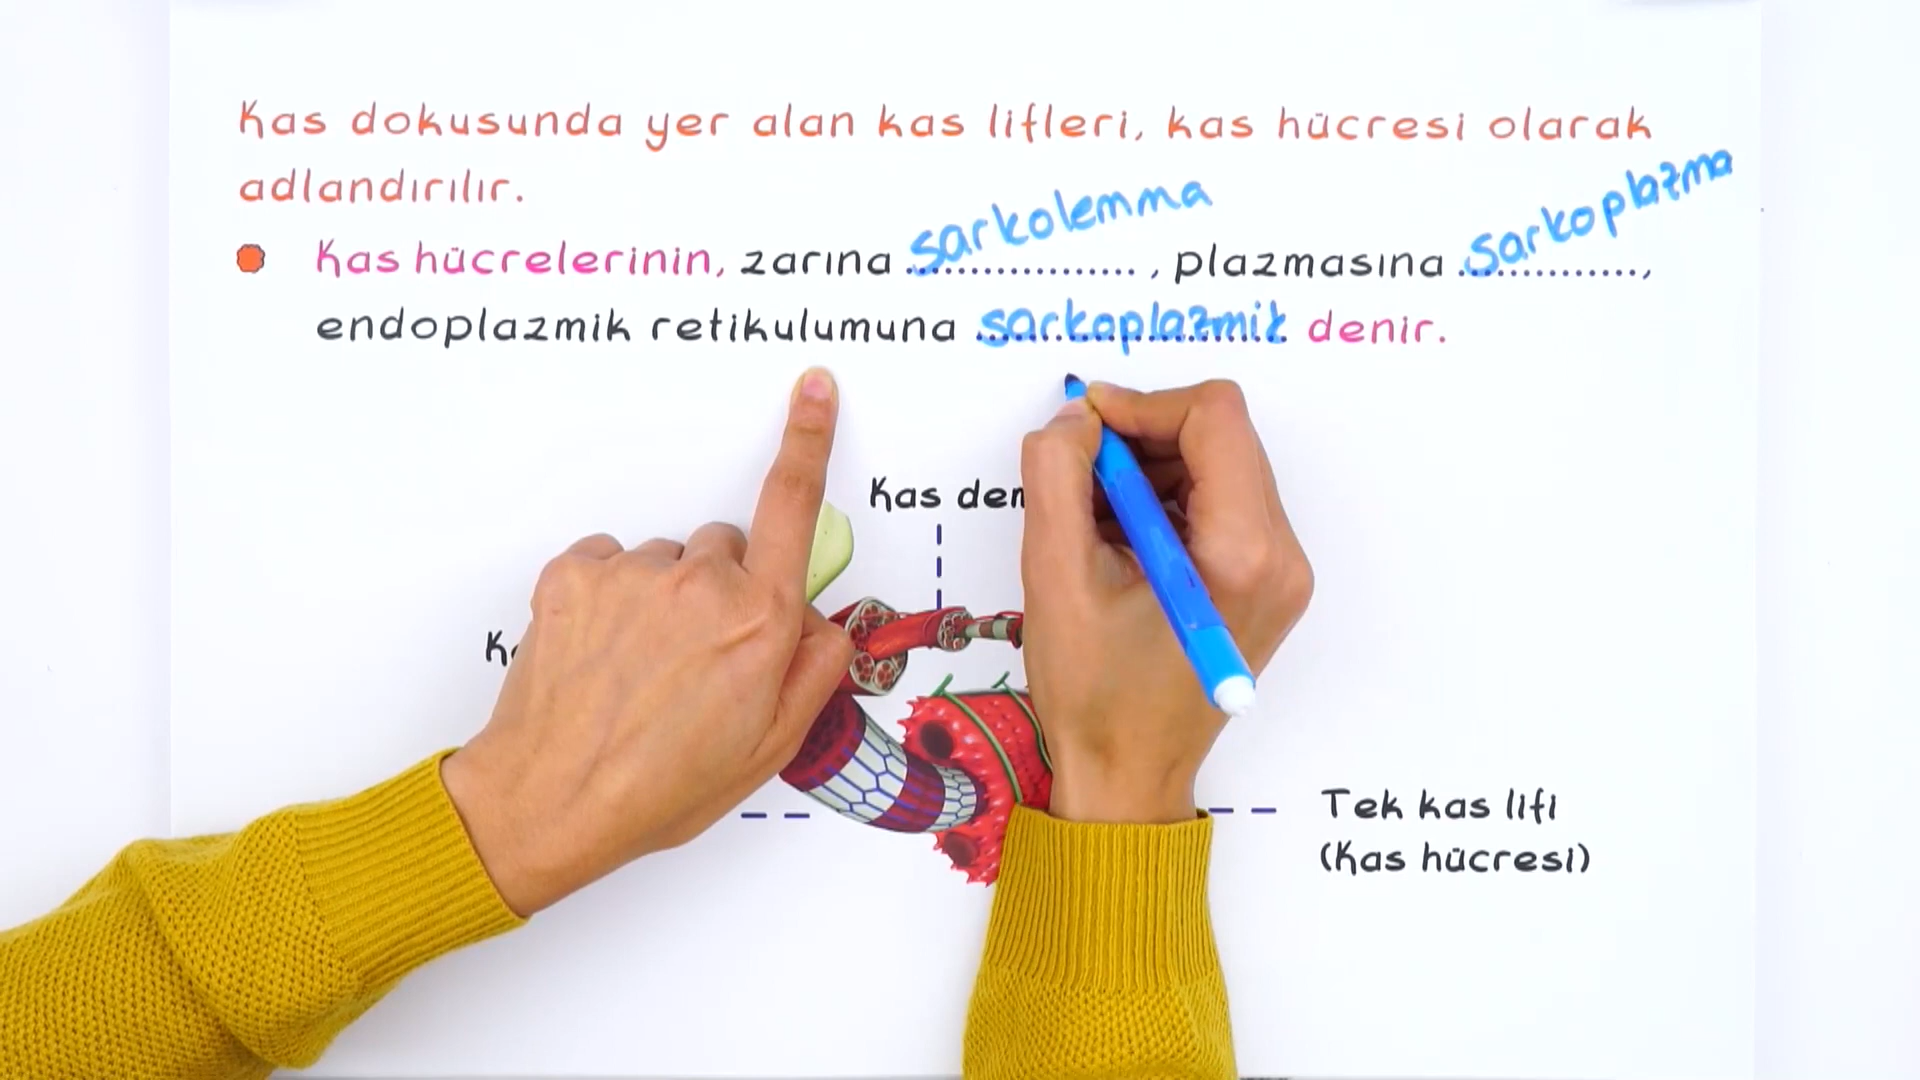 Kas dokusunda yer alan kas lifleri, kas hücresi olarak
adlandırılır.
Kas hücrelerinin, zarına sarkolemma, plazmasına sarkoplazma,
endoplazmik retikulumuna sarkoplazmik denir.
Kas
Tek kas lifi
(Kas hücresi)